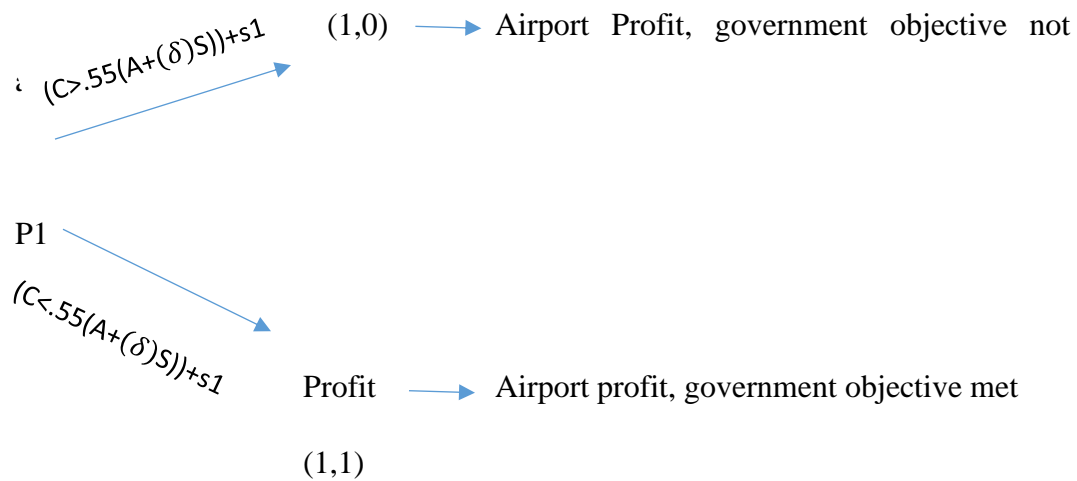 (1,0) Airport Profit, government objective not
(C>.55(A+(δ)S))+s1
P1
(C<.55(A+(δ)S))+s1
Profit Airport profit, government objective met
(1,1)